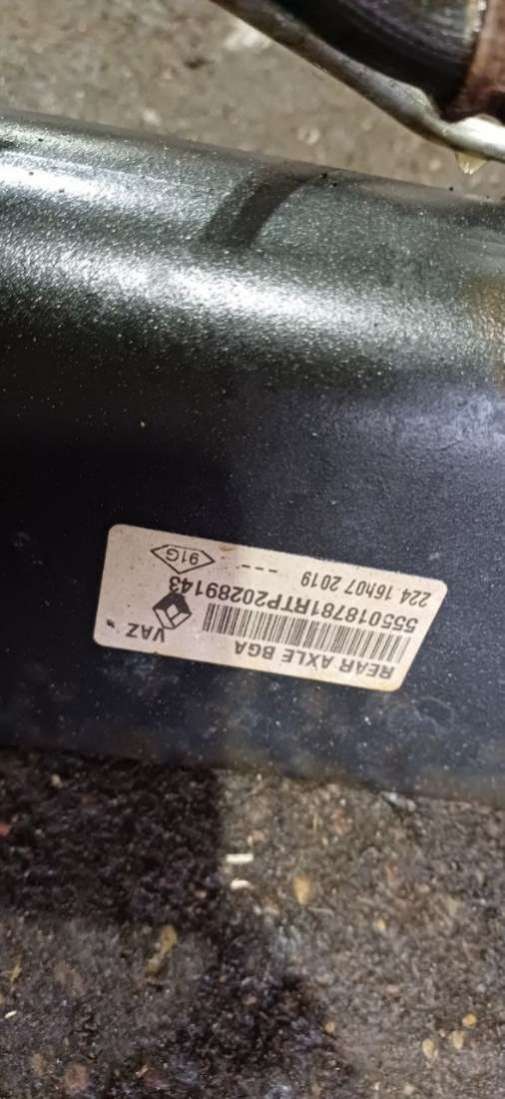 REAR AXLE BGA
VAZ
555018781RTP20289143
224 16h07 2019
---
91G